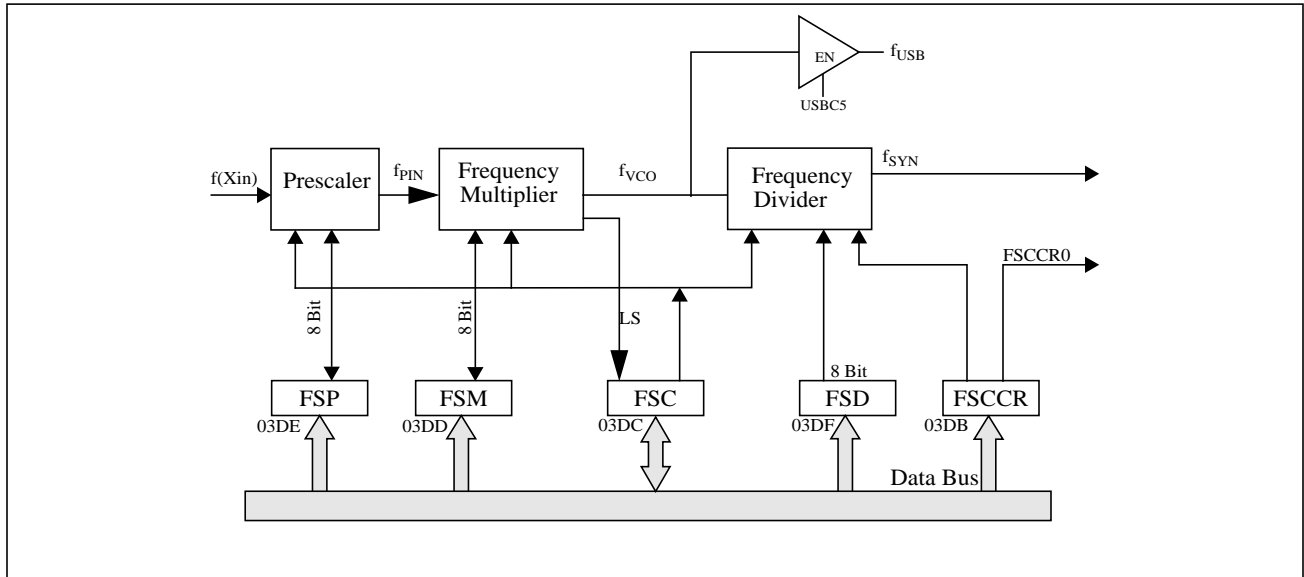 EN
fUSB
USBC5
f(Xin)
Prescaler
fPIN
Frequency
Multiplier
fVCO
Frequency
Divider
fSYN
FSCCR0
8 Bit
8 Bit
LS
8 Bit
FSP
FSM
FSC
FSD
FSCCR
03DE
03DD
03DC
03DF
03DB
Data Bus